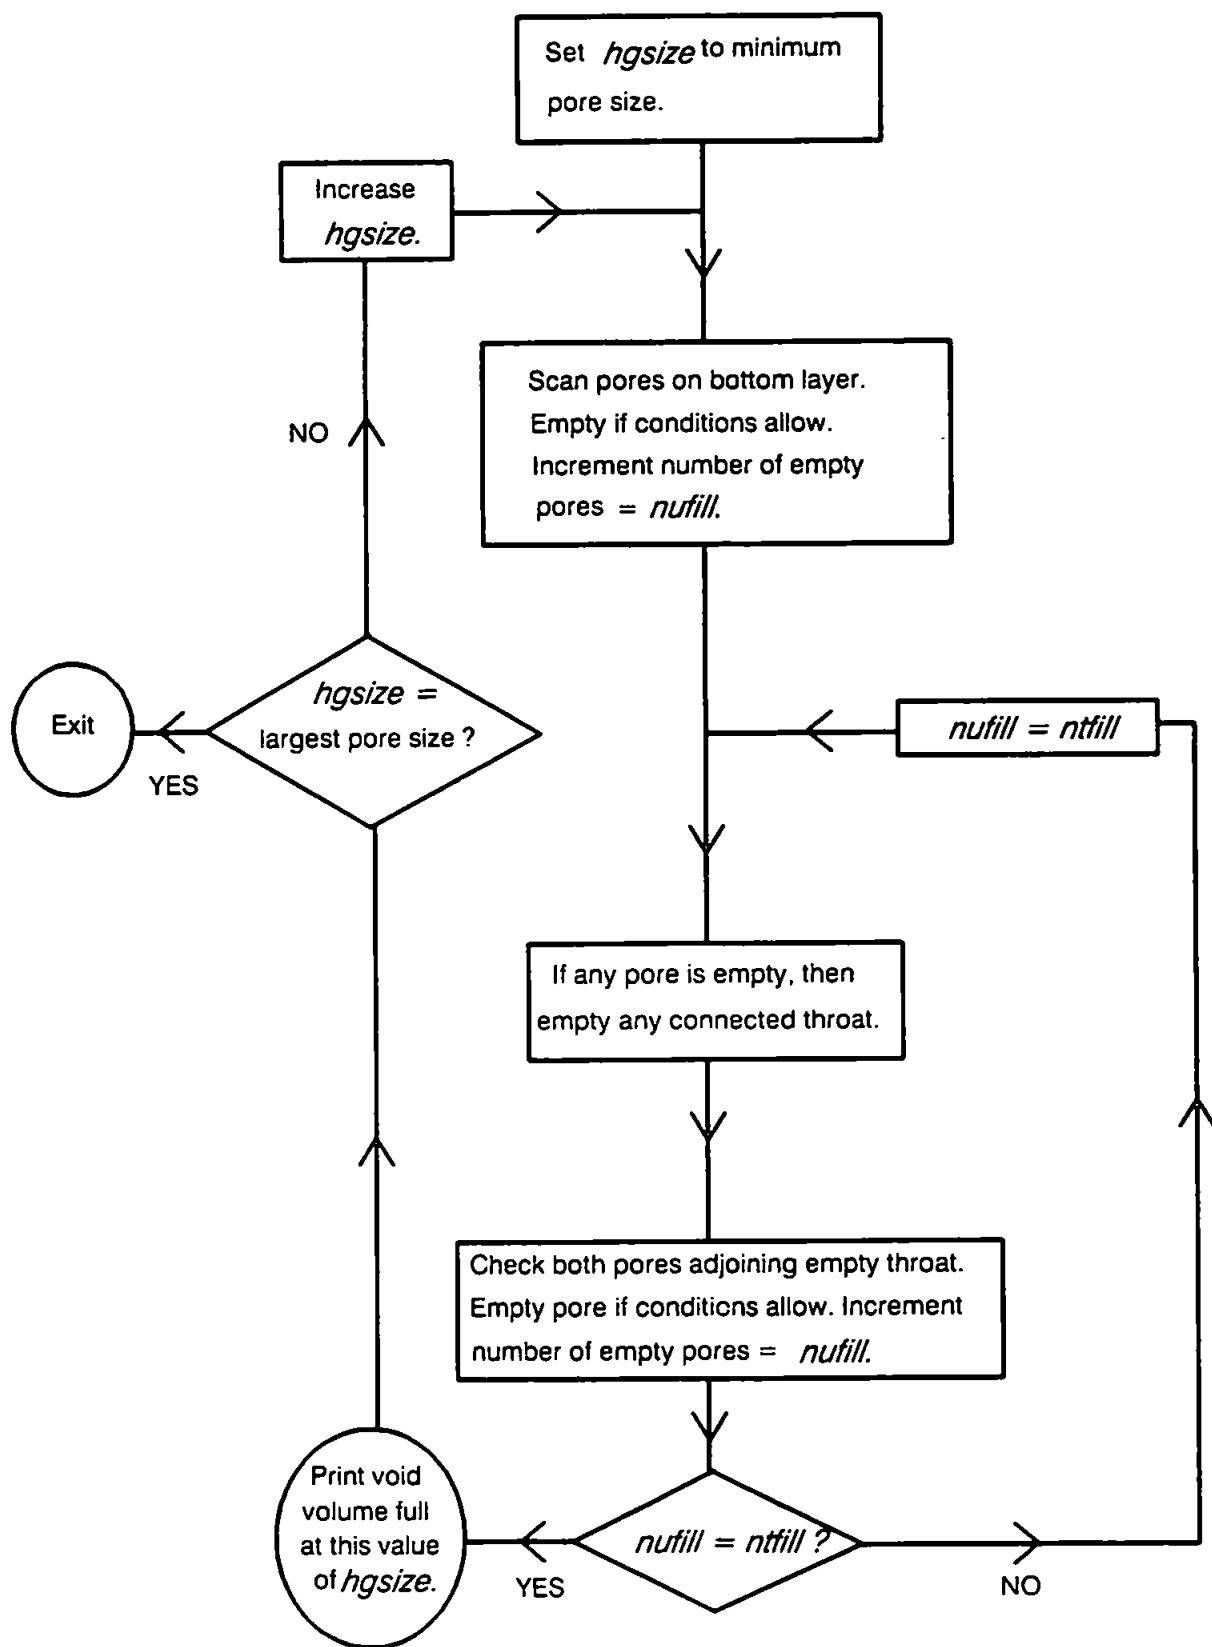 Set hgsize to minimum
pore size.
Increase
hgsize.
Scan pores on bottom layer.
Empty if conditions allow.
Increment number of empty
pores = nufill.
NO
hgsize =
largest pore size ?
Exit
YES
nufill = ntfill
If any pore is empty, then
empty any connected throat.
Check both pores adjoining empty throat.
Empty pore if conditions allow. Increment
number of empty pores = nufill.
Print void
volume full
at this value
of hgsize.
YES
nufill = ntfill ?
NO